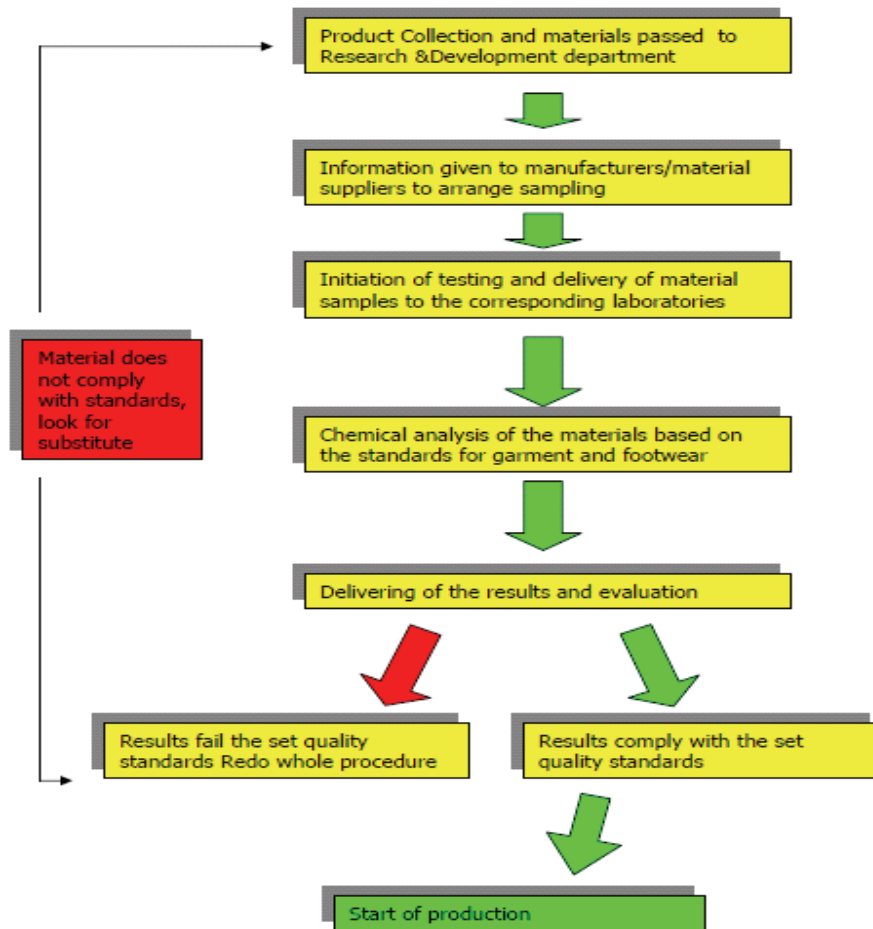 Product Collection and materials passed to
Research &Development department
Information given to manufacturers/material
suppliers to arrange sampling
Initiation of testing and delivery of material
samples to the corresponding laboratories
Material does
not comply
with standards,
look for
substitute
Chemical analysis of the materials based on
the standards for garment and footwear
Delivering of the results and evaluation
Results fail the set quality
standards Redo whole procedure
Results comply with the set
quality standards
Start of production